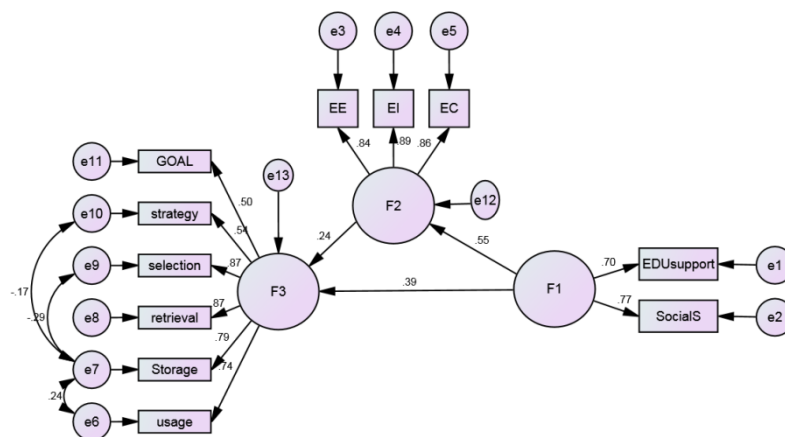 e3
e4
e5
EE
EI
EC
.84
.89
.86
e11
GOAL
e13
e10
strategy
.50
.54
F2
e12
e9
selection
.87
.24
.55
.70
EDUsupport
e1
-.17
e8
retrieval
.87
F3
.39
F1
.77
SocialS
e2
-.29
.79
e7
Storage
.74
.24
e6
usage